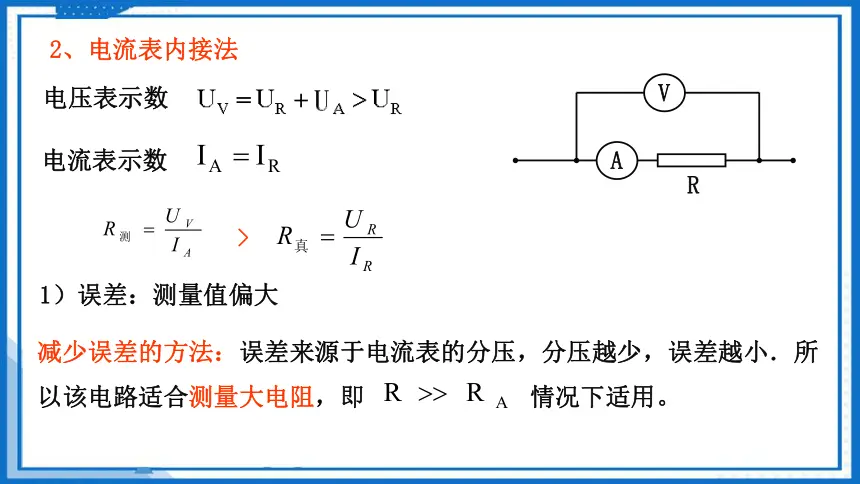 2、电流表内接法
电压表示数 U_V = U_R + U_A > U_R
电流表示数 I_A = I_R
R_测 = U_V / I_A > R_真 = U_R / I_R
V
A
R
1）误差：测量值偏大
减少误差的方法：误差来源于电流表的分压，分压越少，误差越小．所
以该电路适合测量大电阻，即 R >> R_A 情况下适用。